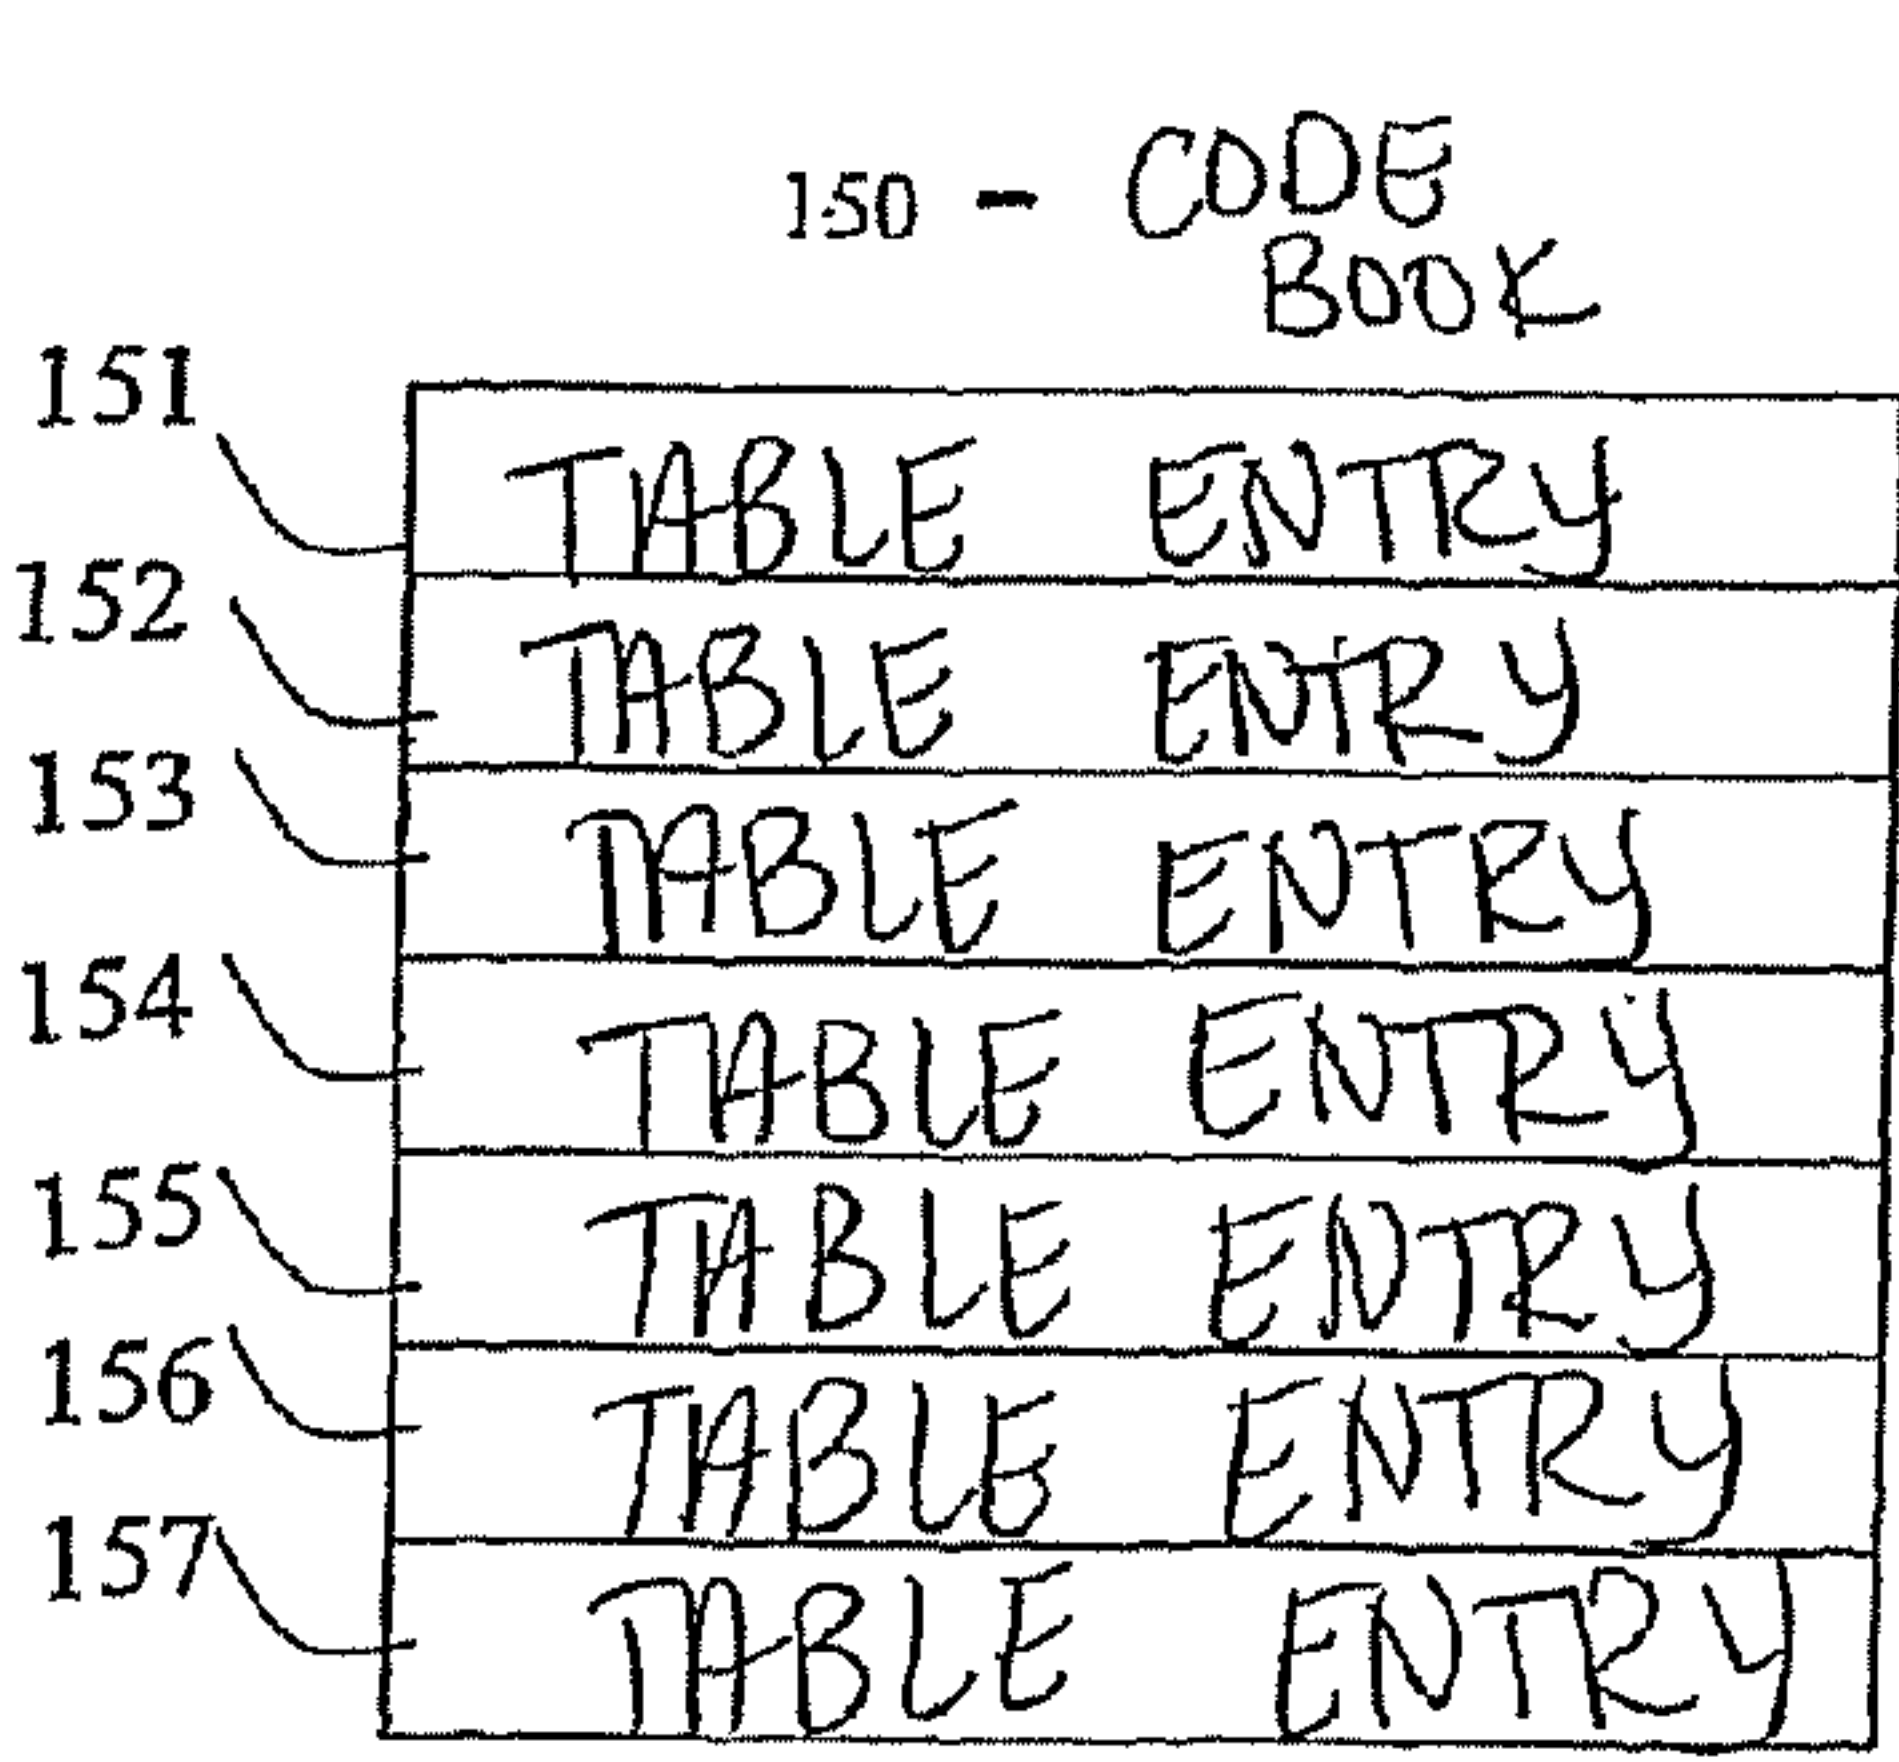 150 - CODE
BOOK
151 TABLE ENTRY
152 TABLE ENTRY
153 TABLE ENTRY
154 TABLE ENTRY
155 TABLE ENTRY
156 TABLE ENTRY
157 TABLE ENTRY